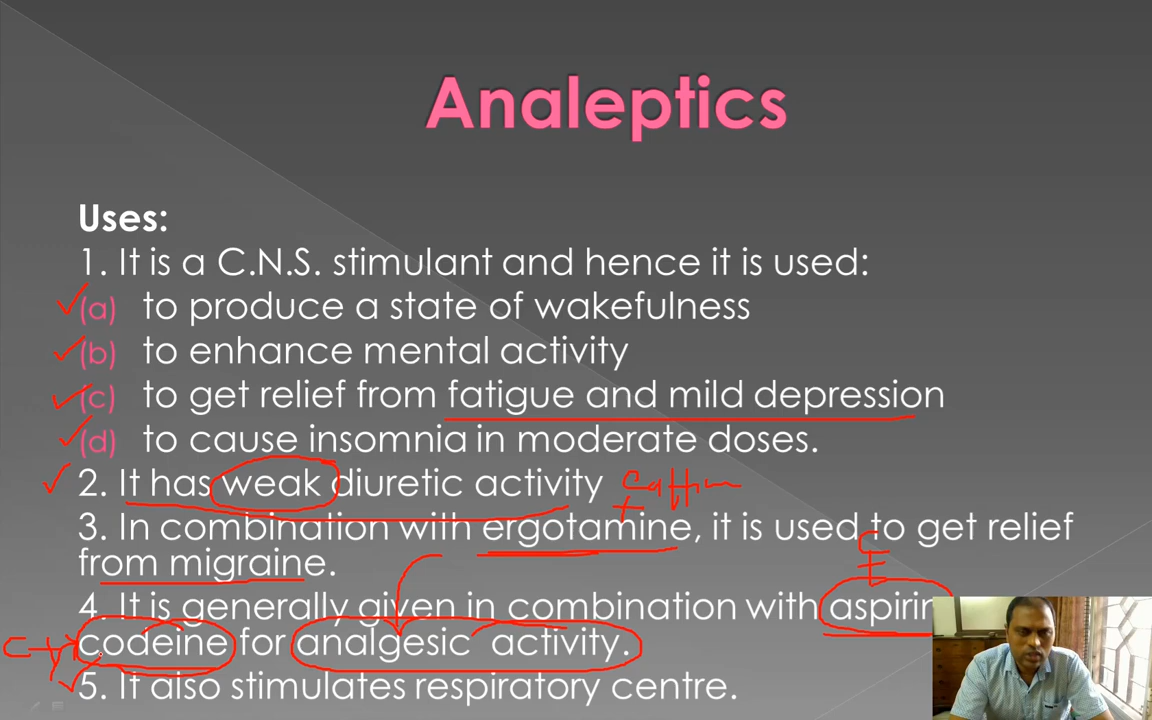 Analeptics
Uses:
1. It is a C.N.S. stimulant and hence it is used:
(a) to produce a state of wakefulness
(b) to enhance mental activity
(c) to get relief from fatigue and mild depression
(d) to cause insomnia in moderate doses.
2. It has weak diuretic activity
3. In combination with ergotamine, it is used to get relief
from migraine.
4. It is generally given in combination with aspirin
codeine for analgesic activity.
5. It also stimulates respiratory centre.